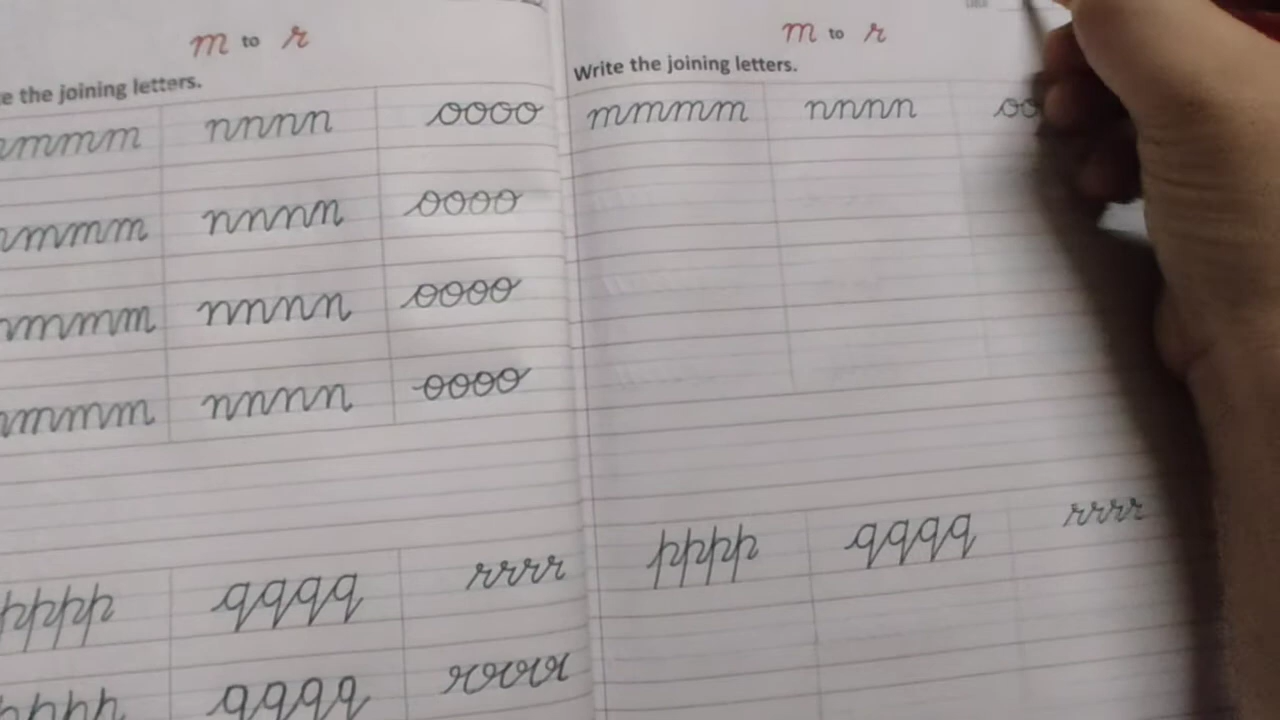 m to r
e the joining letters.
mmmm nnnn oooo
mmmm nnnn oooo
mmmm nnnn oooo
mmmm nnnn oooo
pppp qqqq rrrr
pppp qqqq rrrr
m to r
Write the joining letters.
mmmm nnnn oo
pppp qqqq rrrr